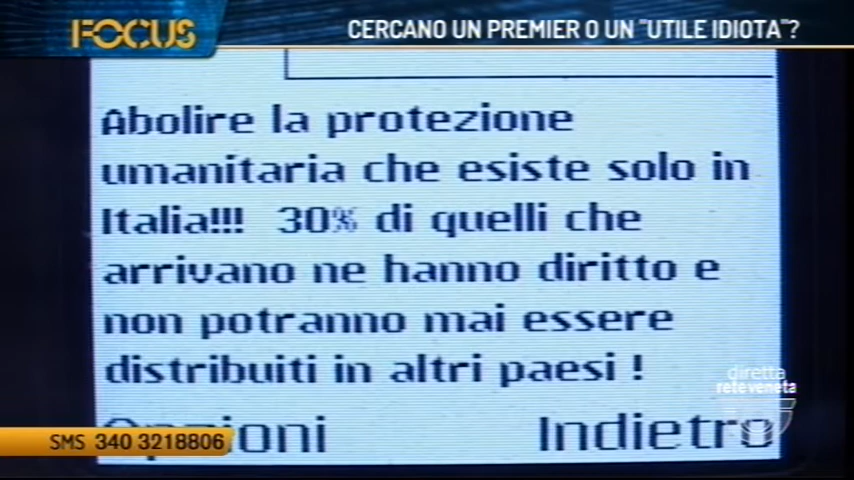 FOCUS
CERCANO UN PREMIER O UN "UTILE IDIOTA"?
Abolire la protezione
umanitaria che esiste solo in
Italia!!! 30% di quelli che
arrivano ne hanno diritto e
non potranno mai essere
distribuiti in altri paesi !
diretta
reteveneta
Opzioni Indietro
SMS 340 3218806